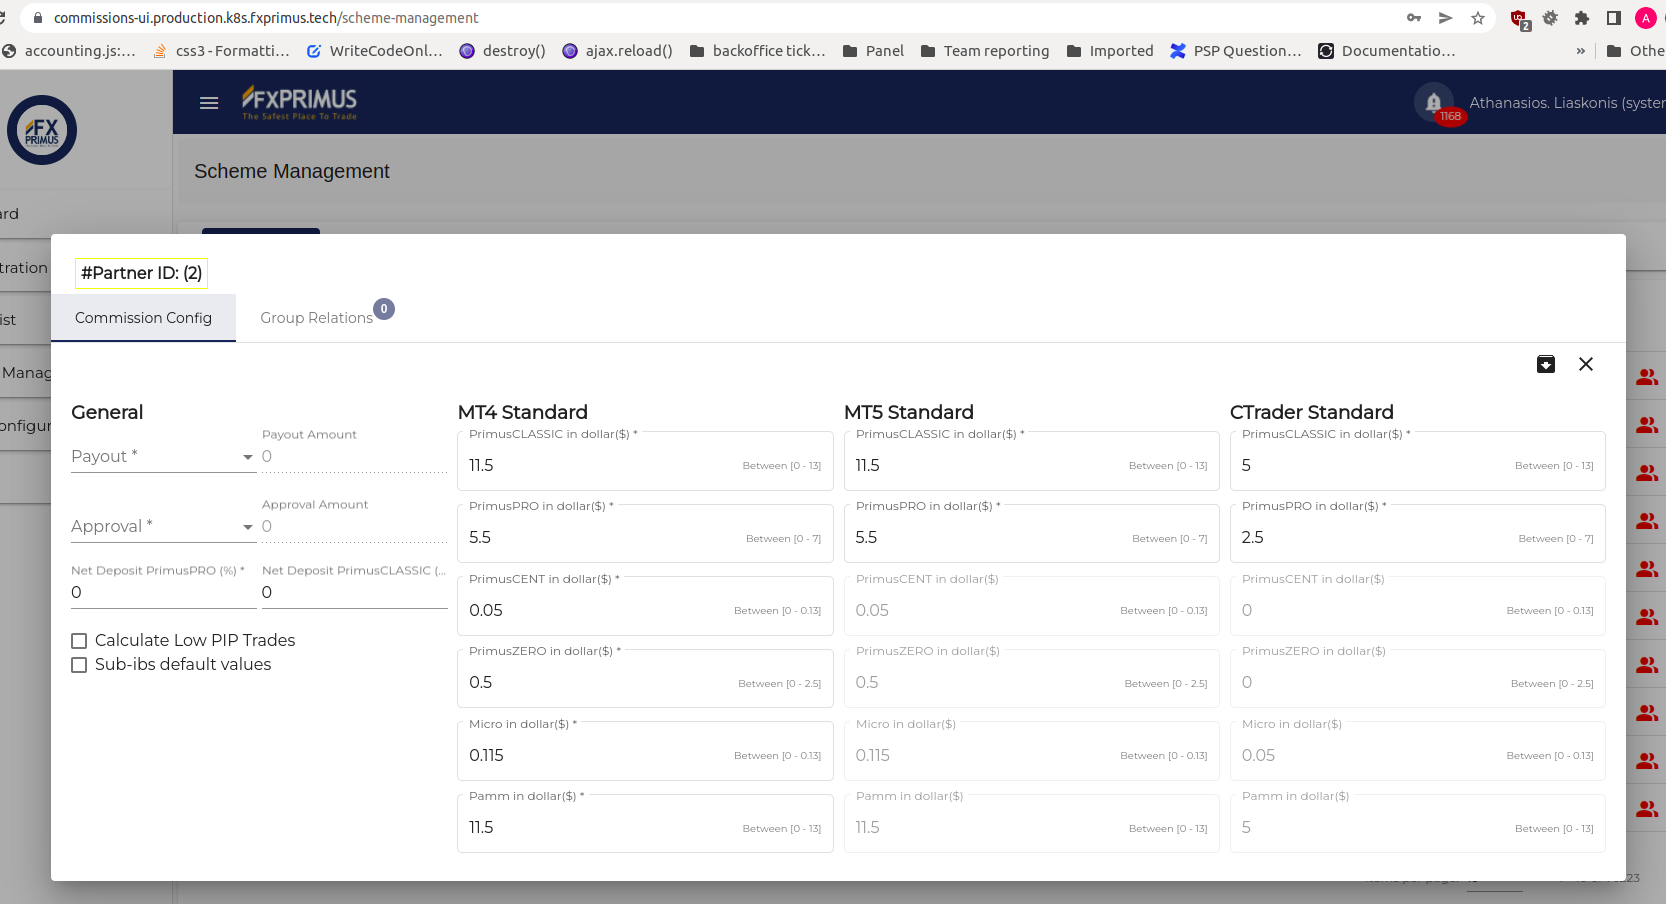 commissions-ui.production.k8s.fxprimus.tech/scheme-management
2
A
accounting.js:... css3 - Formatti... WriteCodeOnl... destroy() ajax.reload() backoffice tick... Panel Team reporting Imported PSP Question... Documentatio... » Othe
FX PRIMUS
FXPRIMUS
The Safest Place To Trade
1168
Athanasios. Liaskonis (syster
Scheme Management
ard
tration
ist
Manag
onfigur
#Partner ID: (2)
Commission Config
Group Relations 0
General
Payout *
Payout Amount
0
Approval *
Approval Amount
0
Net Deposit PrimusPRO (%) *
0
Net Deposit PrimusCLASSIC (...
0
Calculate Low PIP Trades
Sub-ibs default values
MT4 Standard
PrimusCLASSIC in dollar($) *
11.5 Between [0 - 13]
PrimusPRO in dollar($) *
5.5 Between [0 - 7]
PrimusCENT in dollar($) *
0.05 Between [0 - 0.13]
PrimusZERO in dollar($) *
0.5 Between [0 - 2.5]
Micro in dollar($) *
0.115 Between [0 - 0.13]
Pamm in dollar($) *
11.5 Between [0 - 13]
MT5 Standard
PrimusCLASSIC in dollar($) *
11.5 Between [0 - 13]
PrimusPRO in dollar($) *
5.5 Between [0 - 7]
PrimusCENT in dollar($)
0.05 Between [0 - 0.13]
PrimusZERO in dollar($)
0.5 Between [0 - 2.5]
Micro in dollar($)
0.115 Between [0 - 0.13]
Pamm in dollar($)
11.5 Between [0 - 13]
CTrader Standard
PrimusCLASSIC in dollar($) *
5 Between [0 - 13]
PrimusPRO in dollar($) *
2.5 Between [0 - 7]
PrimusCENT in dollar($)
0 Between [0 - 0.13]
PrimusZERO in dollar($)
0 Between [0 - 2.5]
Micro in dollar($)
0.05 Between [0 - 0.13]
Pamm in dollar($)
5 Between [0 - 13]